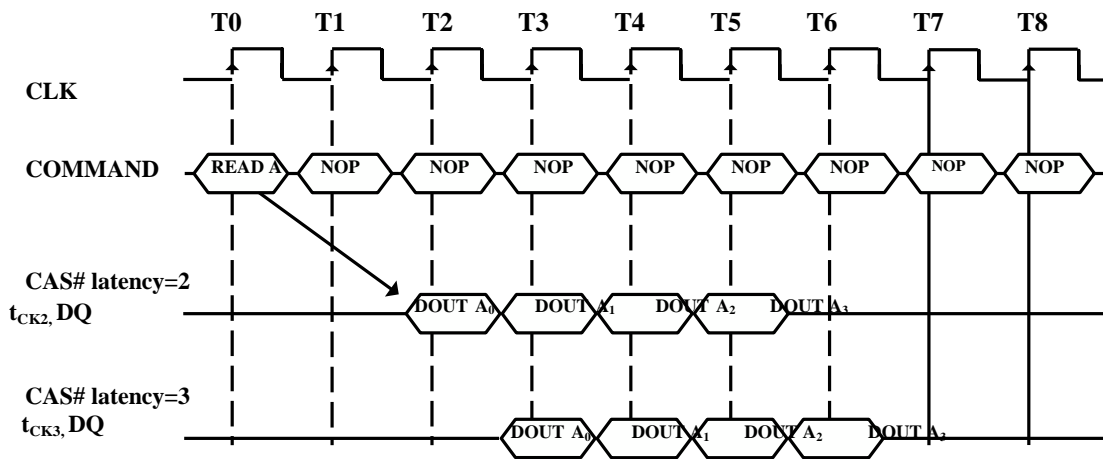 T0 T1 T2 T3 T4 T5 T6 T7 T8
CLK
COMMAND
READ A NOP NOP NOP NOP NOP NOP NOP NOP
CAS# latency=2
tCK2, DQ
DOUT A0 DOUT A1 DOUT A2 DOUT A3
CAS# latency=3
tCK3, DQ
DOUT A0 DOUT A1 DOUT A2 DOUT A3